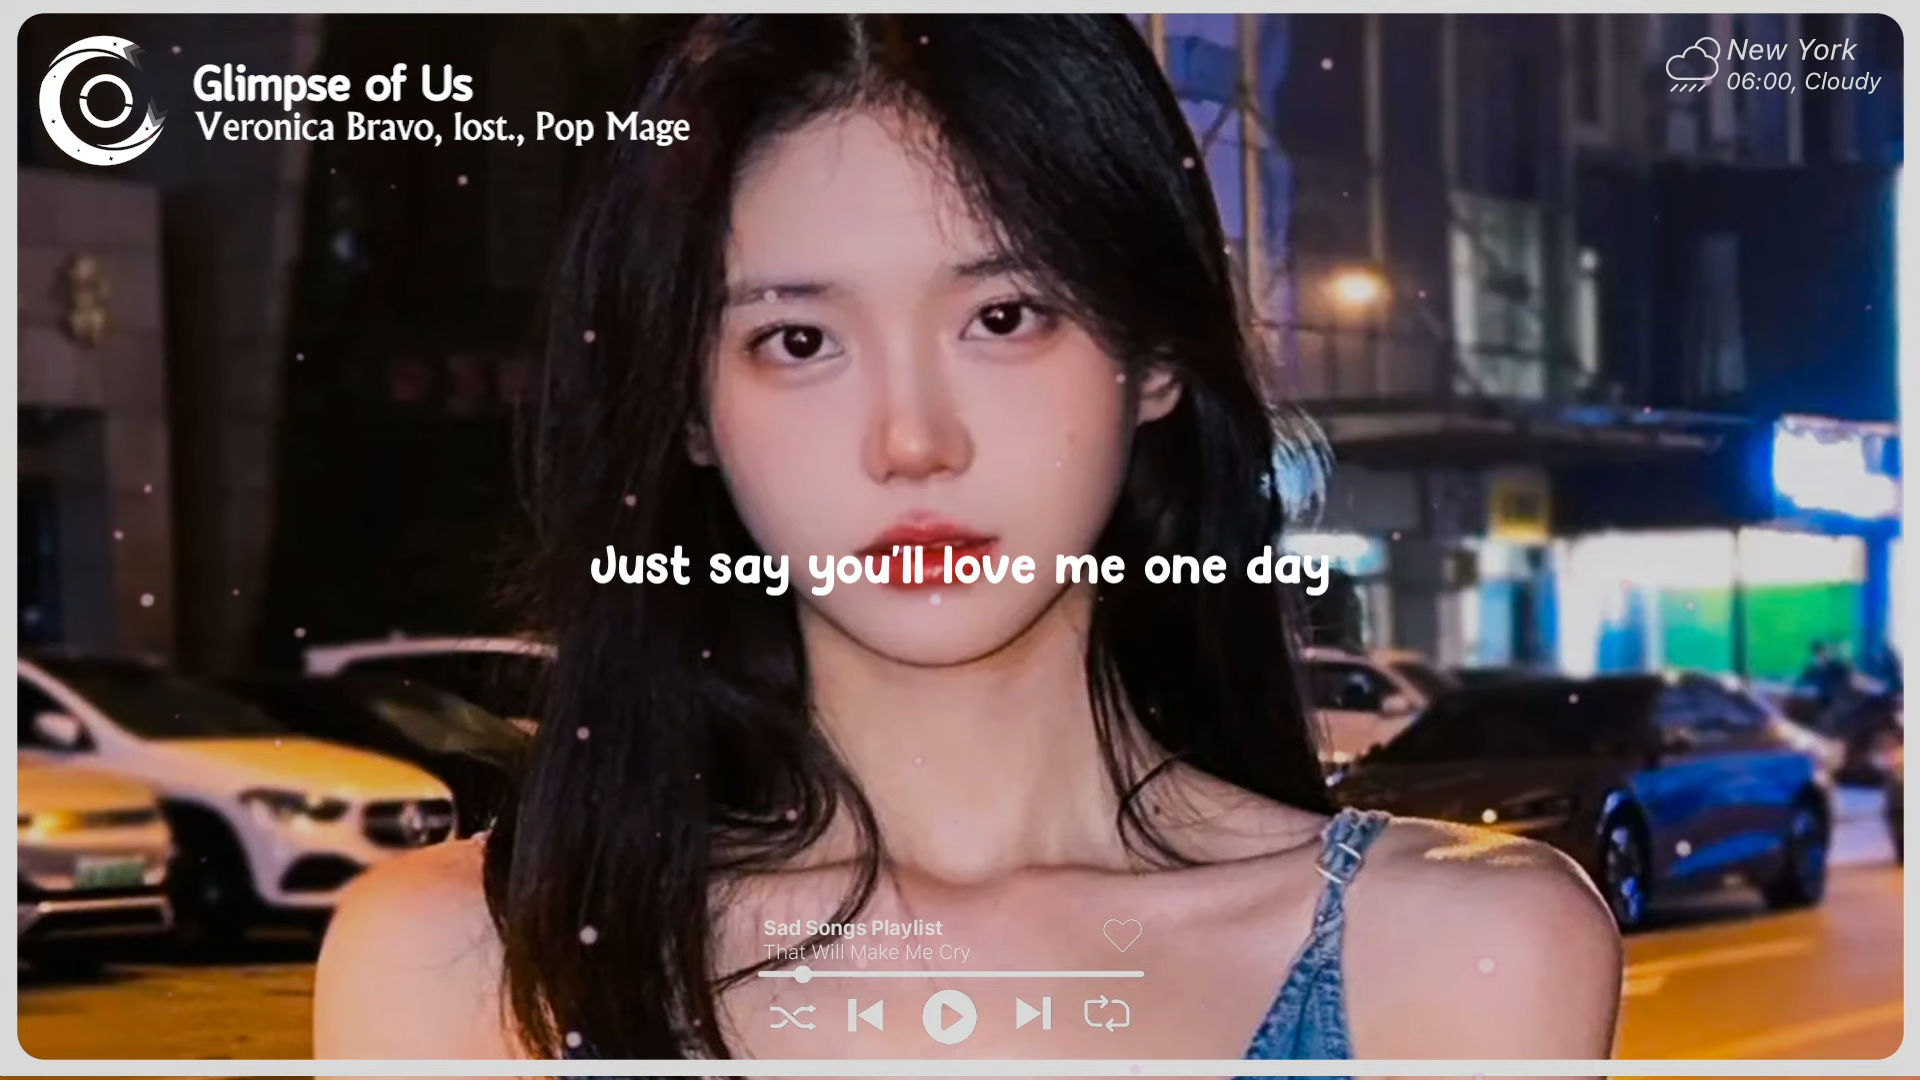 Glimpse of Us
Veronica Bravo, lost., Pop Mage
New York
06:00, Cloudy
Just say you'll love me one day
Sad Songs Playlist
That Will Make Me Cry